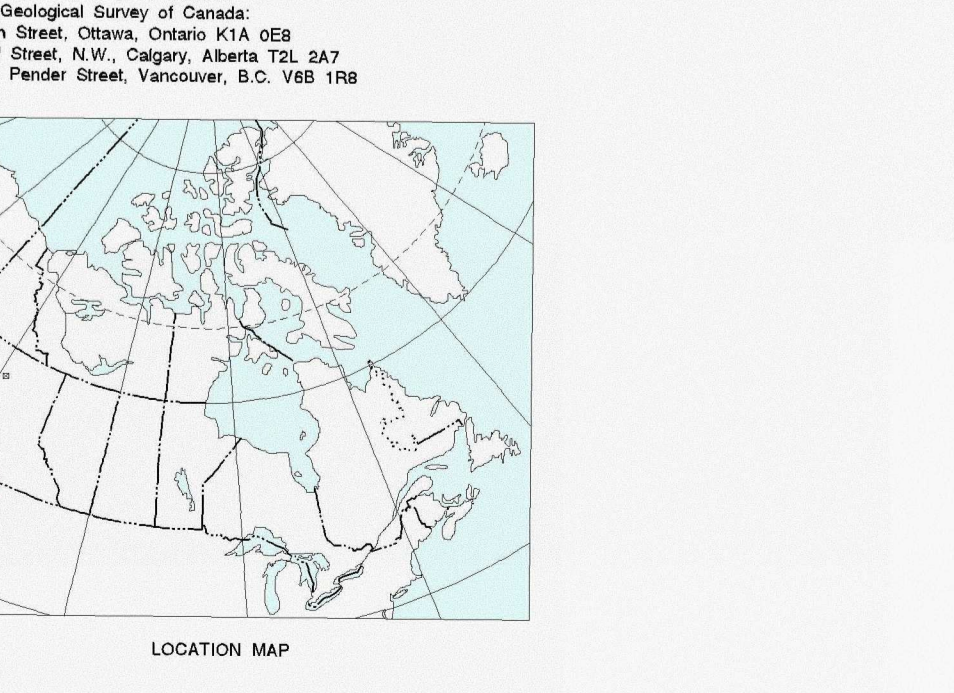 Geological Survey of Canada:
Street, Ottawa, Ontario K1A 0E8
Street, N.W., Calgary, Alberta T2L 2A7
Pender Street, Vancouver, B.C. V6B 1R8
LOCATION MAP